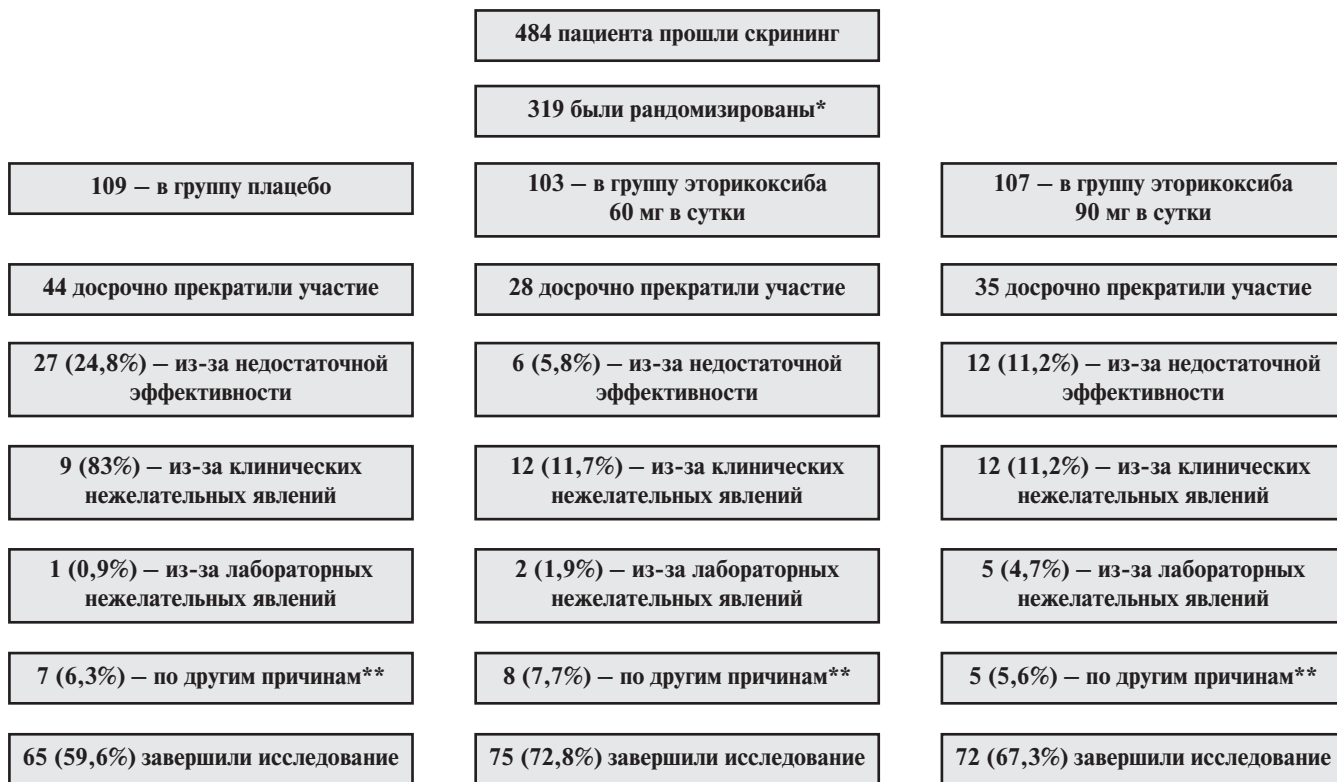 484 пациента прошли скрининг
319 были рандомизированы*
109 – в группу плацебо
103 – в группу эторикоксиба
60 мг в сутки
107 – в группу эторикоксиба
90 мг в сутки
44 досрочно прекратили участие
28 досрочно прекратили участие
35 досрочно прекратили участие
27 (24,8%) – из-за недостаточной
эффективности
6 (5,8%) – из-за недостаточной
эффективности
12 (11,2%) – из-за недостаточной
эффективности
9 (83%) – из-за клинических
нежелательных явлений
12 (11,7%) – из-за клинических
нежелательных явлений
12 (11,2%) – из-за клинических
нежелательных явлений
1 (0,9%) – из-за лабораторных
нежелательных явлений
2 (1,9%) – из-за лабораторных
нежелательных явлений
5 (4,7%) – из-за лабораторных
нежелательных явлений
7 (6,3%) – по другим причинам**
8 (7,7%) – по другим причинам**
5 (5,6%) – по другим причинам**
65 (59,6%) завершили исследование
75 (72,8%) завершили исследование
72 (67,3%) завершили исследование